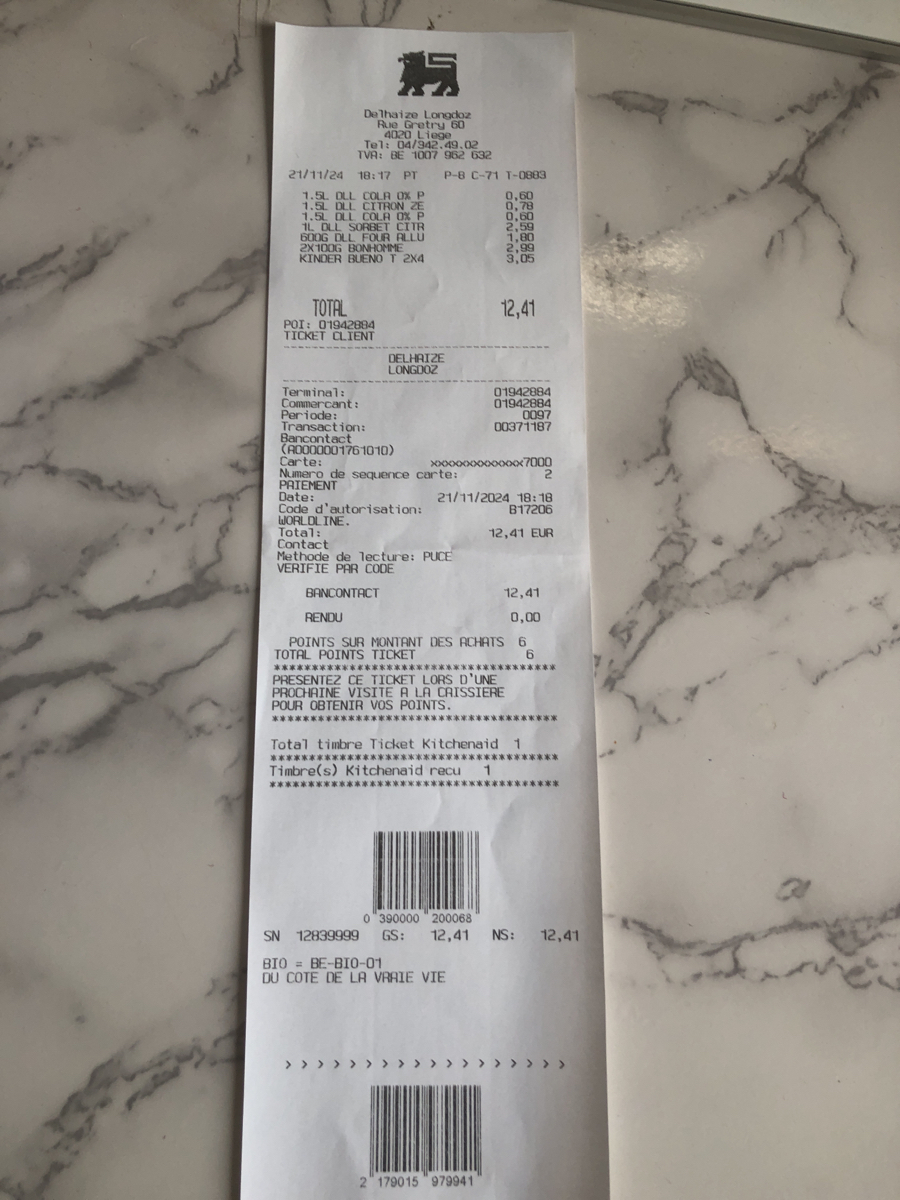 Delhaize Longdoz
Rue Gretry 60
4020 Liege
Tel: 04/342.49.02
TVA: BE 1007 962 632
21/11/24 18:17 PT P-8 C-71 T-0883
1.5L DLL COLA 0% P 0,60
1.5L DLL CITRON ZE 0,78
1.5L DLL COLA 0% P 0,60
1L DLL SORBET CITR 2,59
600G DLL FOUR ALLU 1,80
2X100G BONHOMME 2,99
KINDER BUENO T 2X4 3,05
TOTAL 12,41
POI: 01942884
TICKET CLIENT
DELHAIZE
LONGDOZ
Terminal: 01942884
Commercant: 01942884
Periode: 0097
Transaction: 00371187
Bancontact
(A0000001761010)
Carte: xxxxxxxxxxxxx7000
Numero de sequence carte: 2
PAIEMENT
Date: 21/11/2024 18:18
Code d'autorisation: B17206
WORLDLINE.
Total: 12,41 EUR
Contact
Methode de lecture: PUCE
VERIFIE PAR CODE
BANCONTACT 12,41
RENDU 0,00
POINTS SUR MONTANT DES ACHATS 6
TOTAL POINTS TICKET 6
************************************
PRESENTEZ CE TICKET LORS D'UNE
PROCHAINE VISITE A LA CAISSIERE
POUR OBTENIR VOS POINTS.
************************************
Total timbre Ticket Kitchenaid 1
************************************
Timbre(s) Kitchenaid recu 1
************************************
0 390000 200068
SN 12839999 GS: 12,41 NS: 12,41
BIO = BE-BIO-01
DU COTE DE LA VRAIE VIE
> > > > > > > > > > > > > > > > > >
2 179015 979941